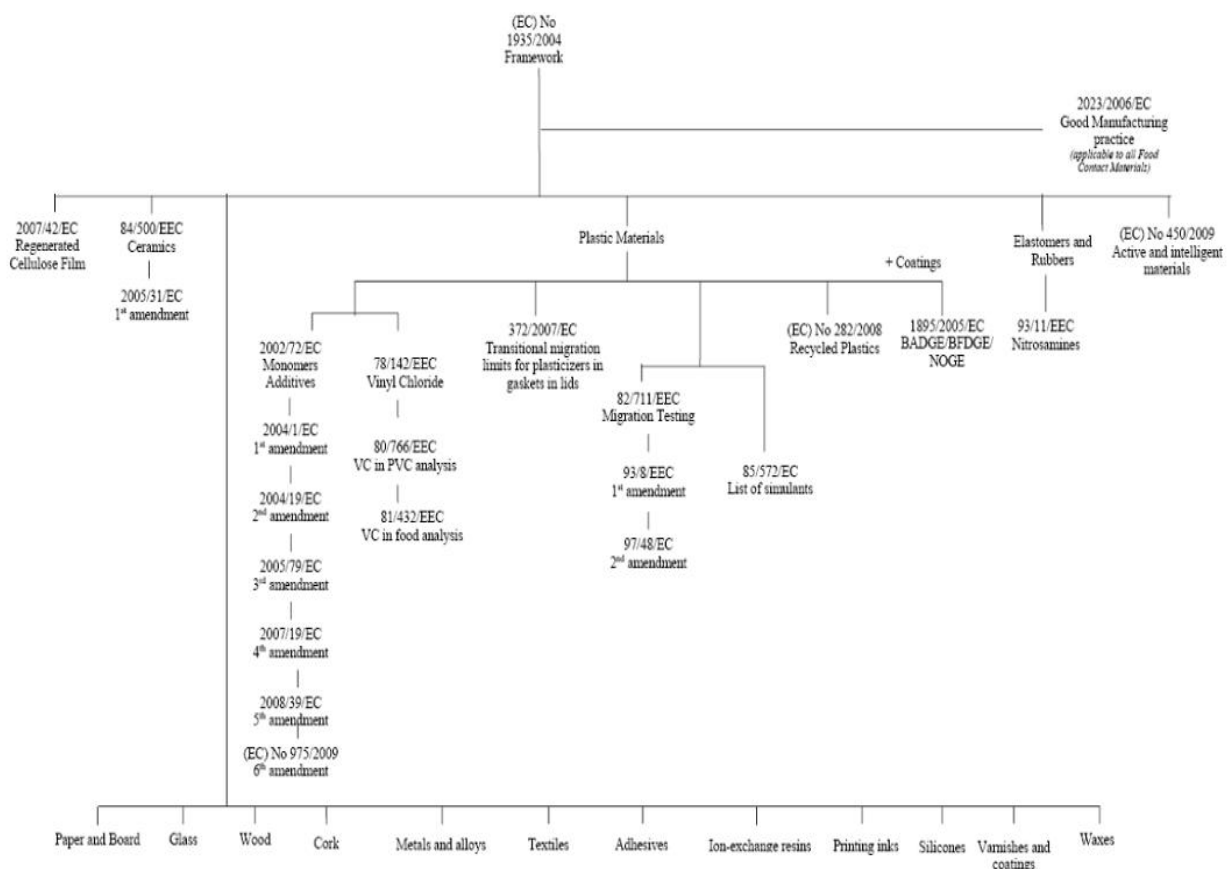 (EC) No
1935/2004
Framework
2023/2006/EC
Good Manufacturing
practice
(applicable to all Food
Contact Materials)
2007/42/EC
Regenerated
Cellulose Film
84/500/EEC
Ceramics
2005/31/EC
1st amendment
Plastic Materials
+ Coatings
Elastomers and
Rubbers
93/11/EEC
Nitrosamines
(EC) No 450/2009
Active and intelligent
materials
2002/72/EC
Monomers
Additives
2004/1/EC
1st amendment
2004/19/EC
2nd amendment
2005/79/EC
3rd amendment
2007/19/EC
4th amendment
2008/39/EC
5th amendment
(EC) No 975/2009
6th amendment
78/142/EEC
Vinyl Chloride
80/766/EEC
VC in PVC analysis
81/432/EEC
VC in food analysis
372/2007/EC
Transitional migration
limits for plasticizers in
gaskets in lids
82/711/EEC
Migration Testing
93/8/EEC
1st amendment
97/48/EC
2nd amendment
85/572/EC
List of simulants
(EC) No 282/2008
Recycled Plastics
1895/2005/EC
BADGE/BFDGE/
NOGE
Paper and Board
Glass
Wood
Cork
Metals and alloys
Textiles
Adhesives
Ion-exchange resins
Printing inks
Silicones
Varnishes and
coatings
Waxes